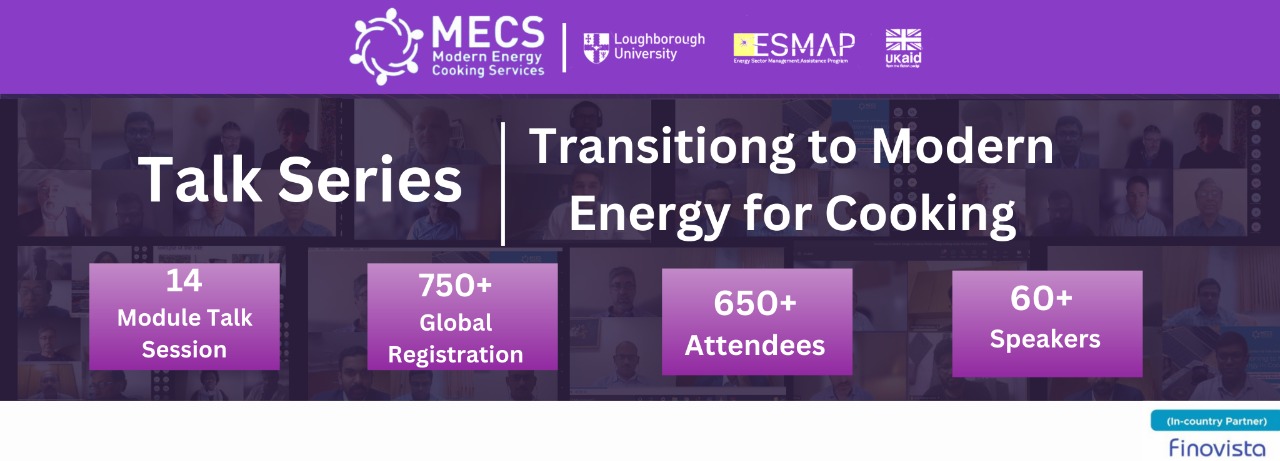 MECS
Modern Energy
Cooking Services
Loughborough
University
ESMAP
Energy Sector Management Assistance Program
UKaid
Talk Series
Transitiong to Modern
Energy for Cooking
14
Module Talk
Session
750+
Global
Registration
650+
Attendees
60+
Speakers
(In-country Partner)
Finovista